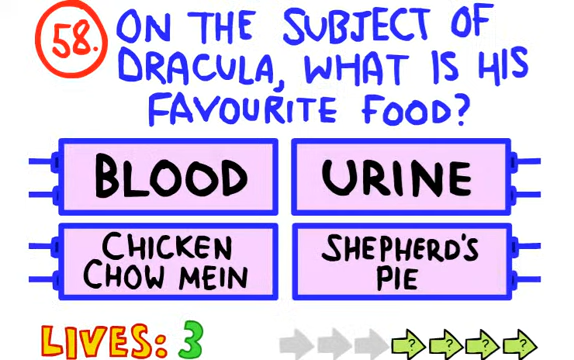 58.
ON THE SUBJECT OF
DRACULA, WHAT IS HIS
FAVOURITE FOOD?
BLOOD
URINE
CHICKEN
CHOW MEIN
SHEPHERD'S
PIE
LIVES: 3
? ? ? ?